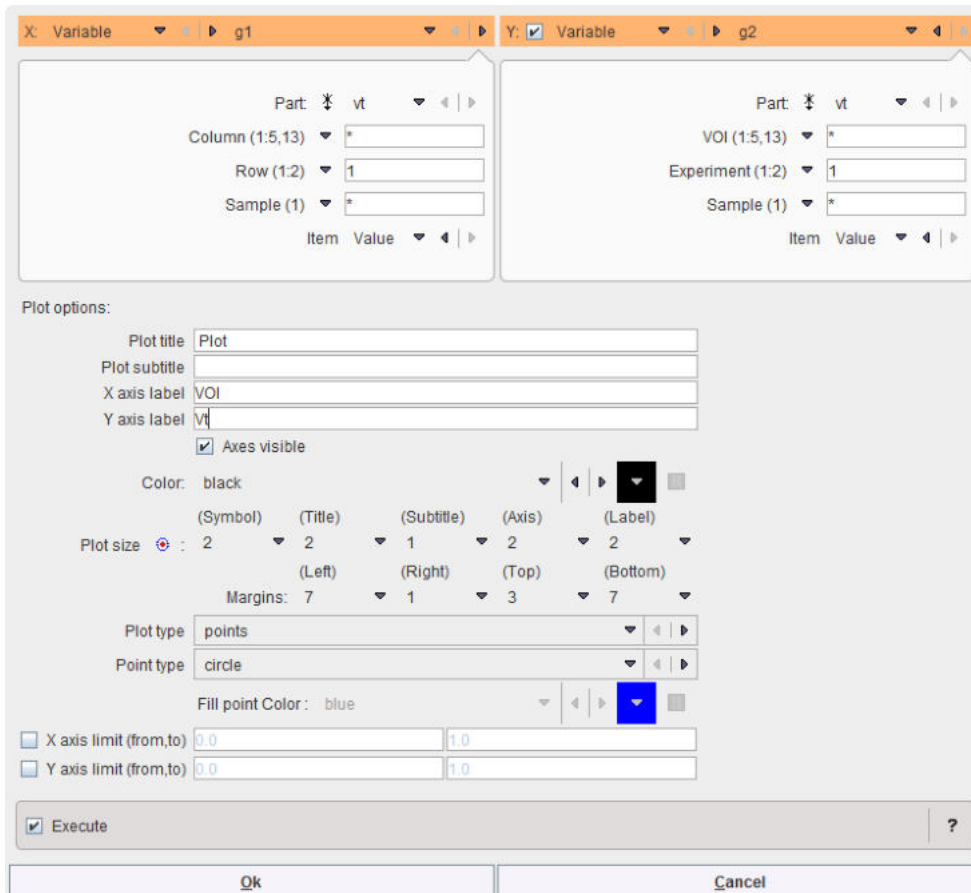 X: Variable g1 Y: Variable g2
Part: vt Part: vt
Column (1:5,13) * VOI (1:5,13) *
Row (1:2) 1 Experiment (1:2) 1
Sample (1) * Sample (1) *
Item Value Item Value
Plot options:
Plot title Plot
Plot subtitle
X axis label VOI
Y axis label Vt
Axes visible
Color: black
(Symbol) (Title) (Subtitle) (Axis) (Label)
Plot size : 2 2 1 2 2
(Left) (Right) (Top) (Bottom)
Margins: 7 1 3 7
Plot type points
Point type circle
Fill point Color : blue
X axis limit (from,to) 0.0 1.0
Y axis limit (from,to) 0.0 1.0
Execute ?
Ok Cancel